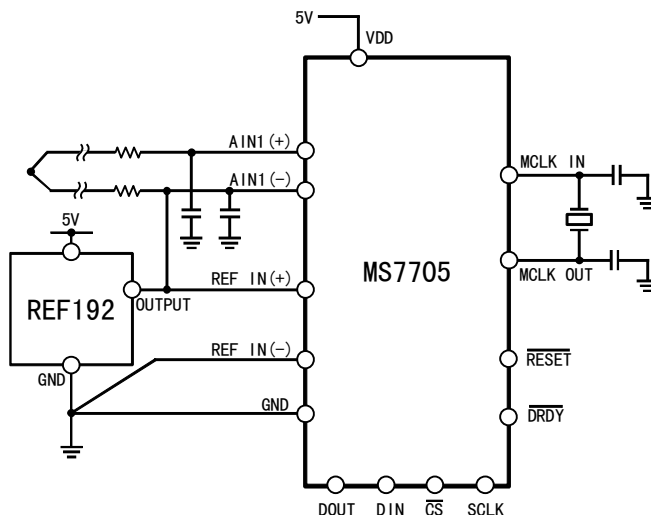 5V
VDD
AIN1(+)
MCLK IN
AIN1(-)
5V
MS7705
REF192
OUTPUT
REF IN(+)
MCLK OUT
REF IN(-)
RESET
GND
GND
DRDY
DOUT DIN CS SCLK